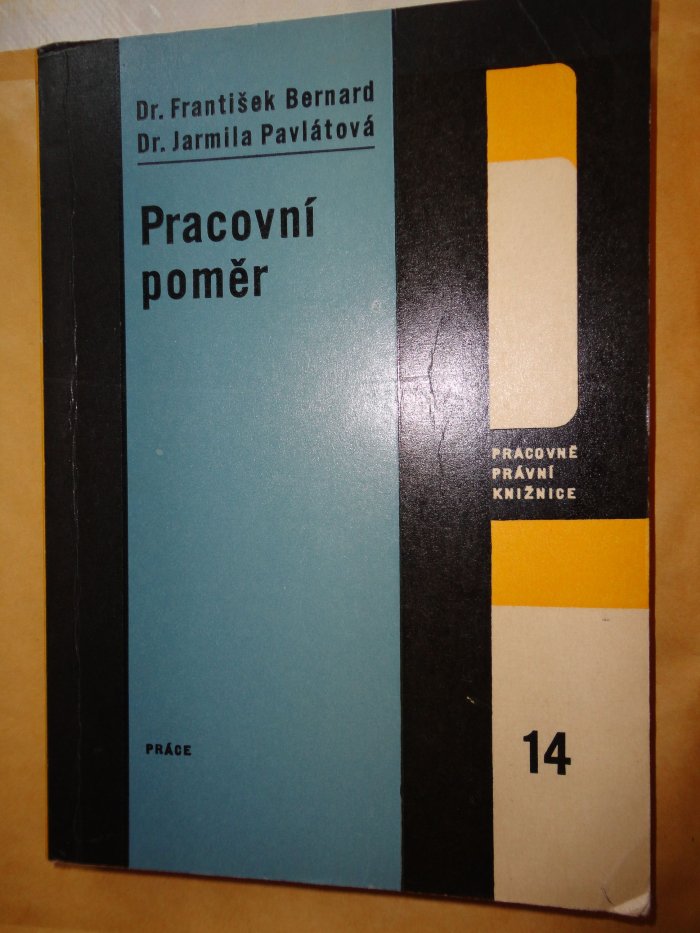 Dr. František Bernard
Dr. Jarmila Pavlátová
Pracovní
poměr
PRACOVNĚ
PRÁVNÍ
KNIŽNICE
PRÁCE
14